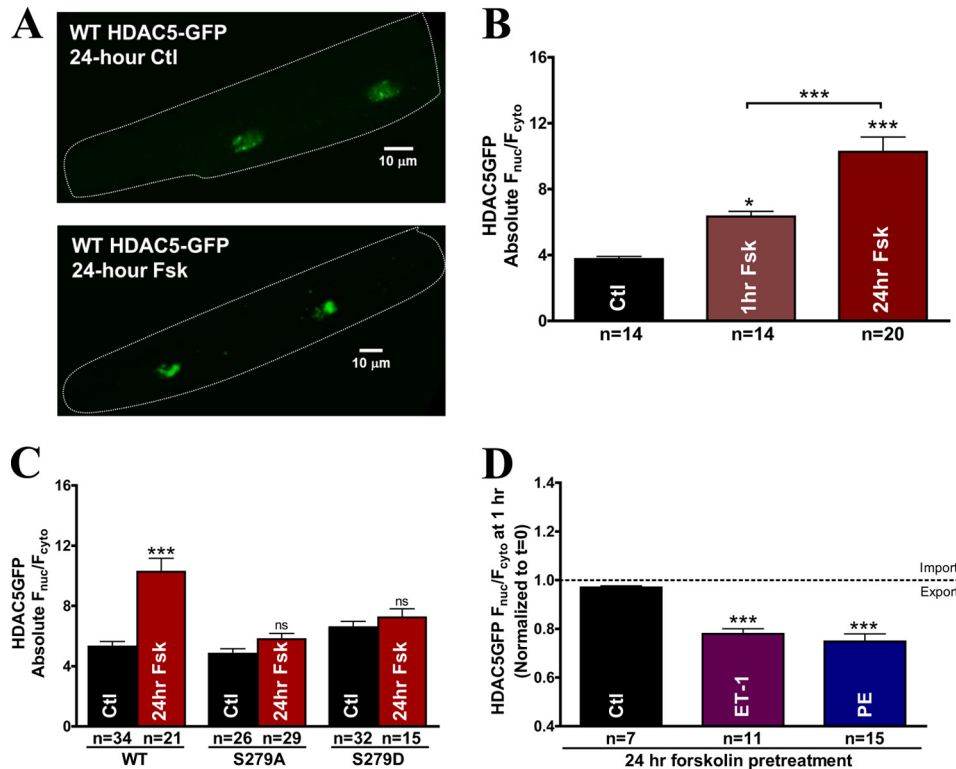 A
WT HDAC5-GFP
24-hour Ctl
10 μm
WT HDAC5-GFP
24-hour Fsk
10 μm
B
HDAC5GFP
Absolute Fnuc/Fcyto
16
12
8
4
0
***
***
*
Ctl
1hr Fsk
24hr Fsk
n=14
n=14
n=20
C
HDAC5GFP
Absolute Fnuc/Fcyto
16
12
8
4
0
***
ns
ns
Ctl
24hr Fsk
Ctl
24hr Fsk
Ctl
24hr Fsk
n=34 n=21
n=26 n=29
n=32 n=15
WT
S279A
S279D
D
HDAC5GFP Fnuc/Fcyto at 1 hr
(Normalized to t=0)
1.4
1.2
1.0
0.8
0.6
0.4
Import
Export
***
***
Ctl
ET-1
PE
n=7
n=11
n=15
24 hr forskolin pretreatment